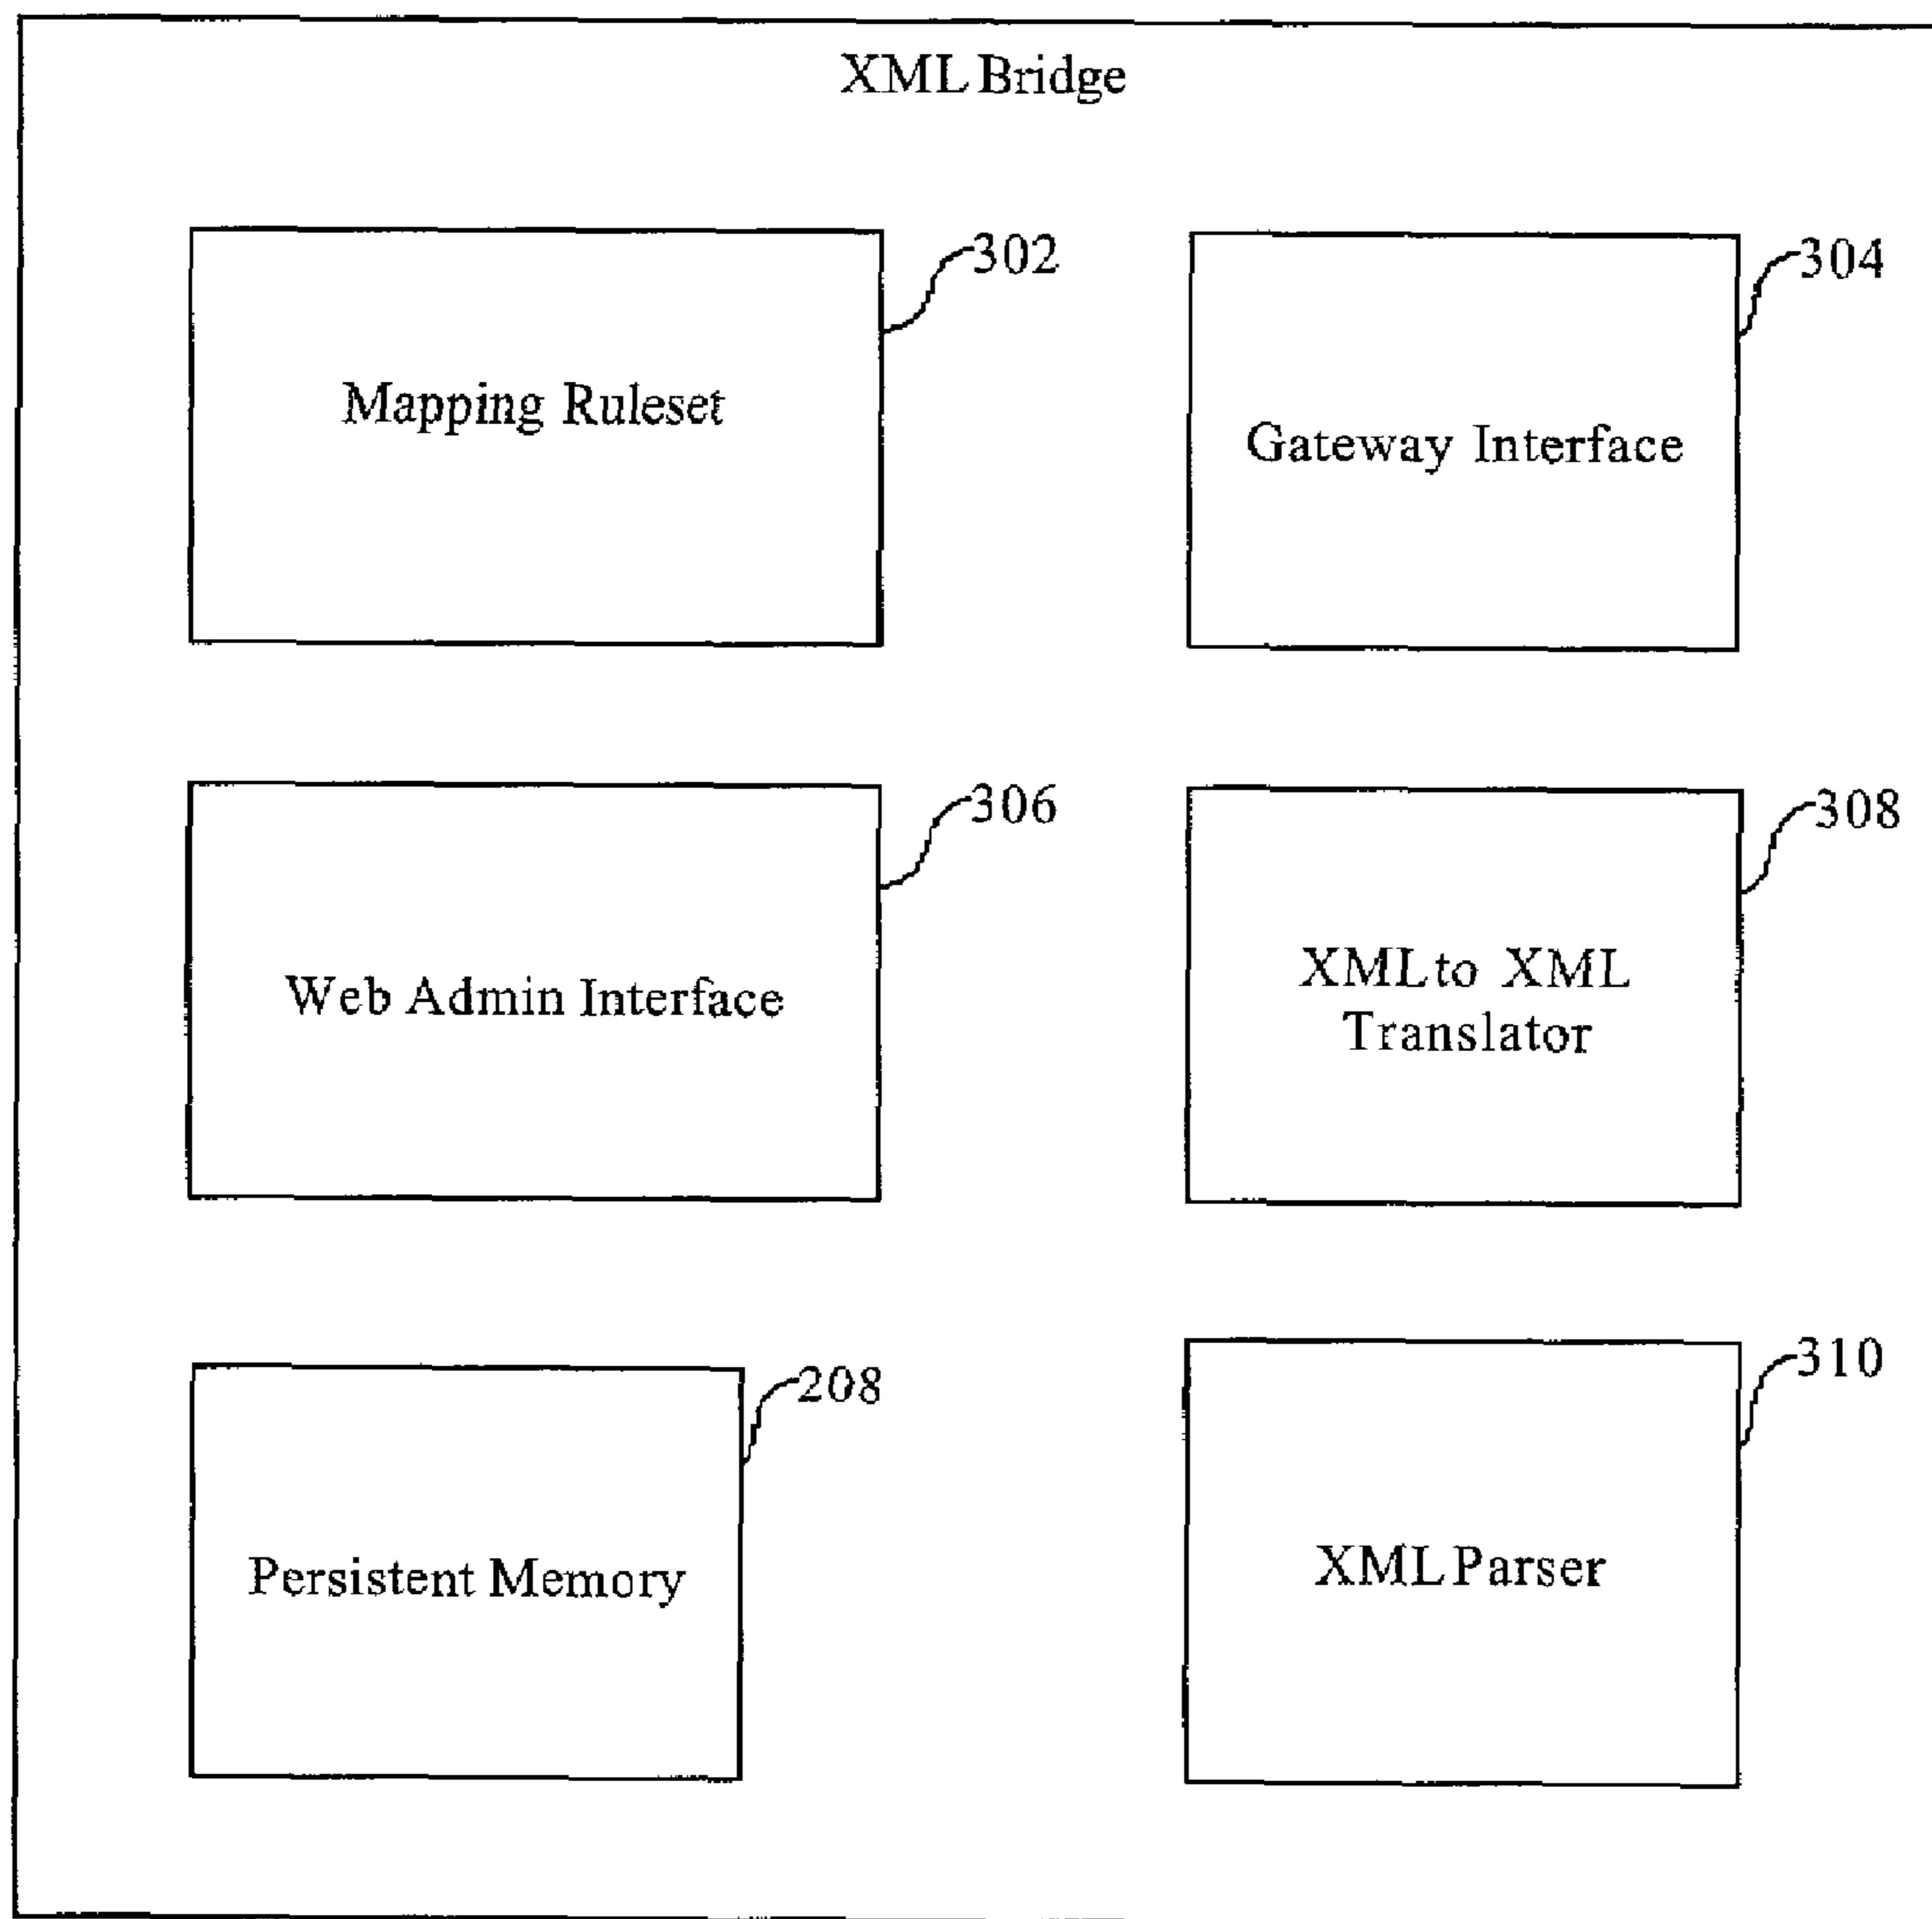 XML Bridge
302
304
Mapping Ruleset
Gateway Interface
306
308
Web Admin Interface
XML to XML
Translator
208
310
Persistent Memory
XML Parser